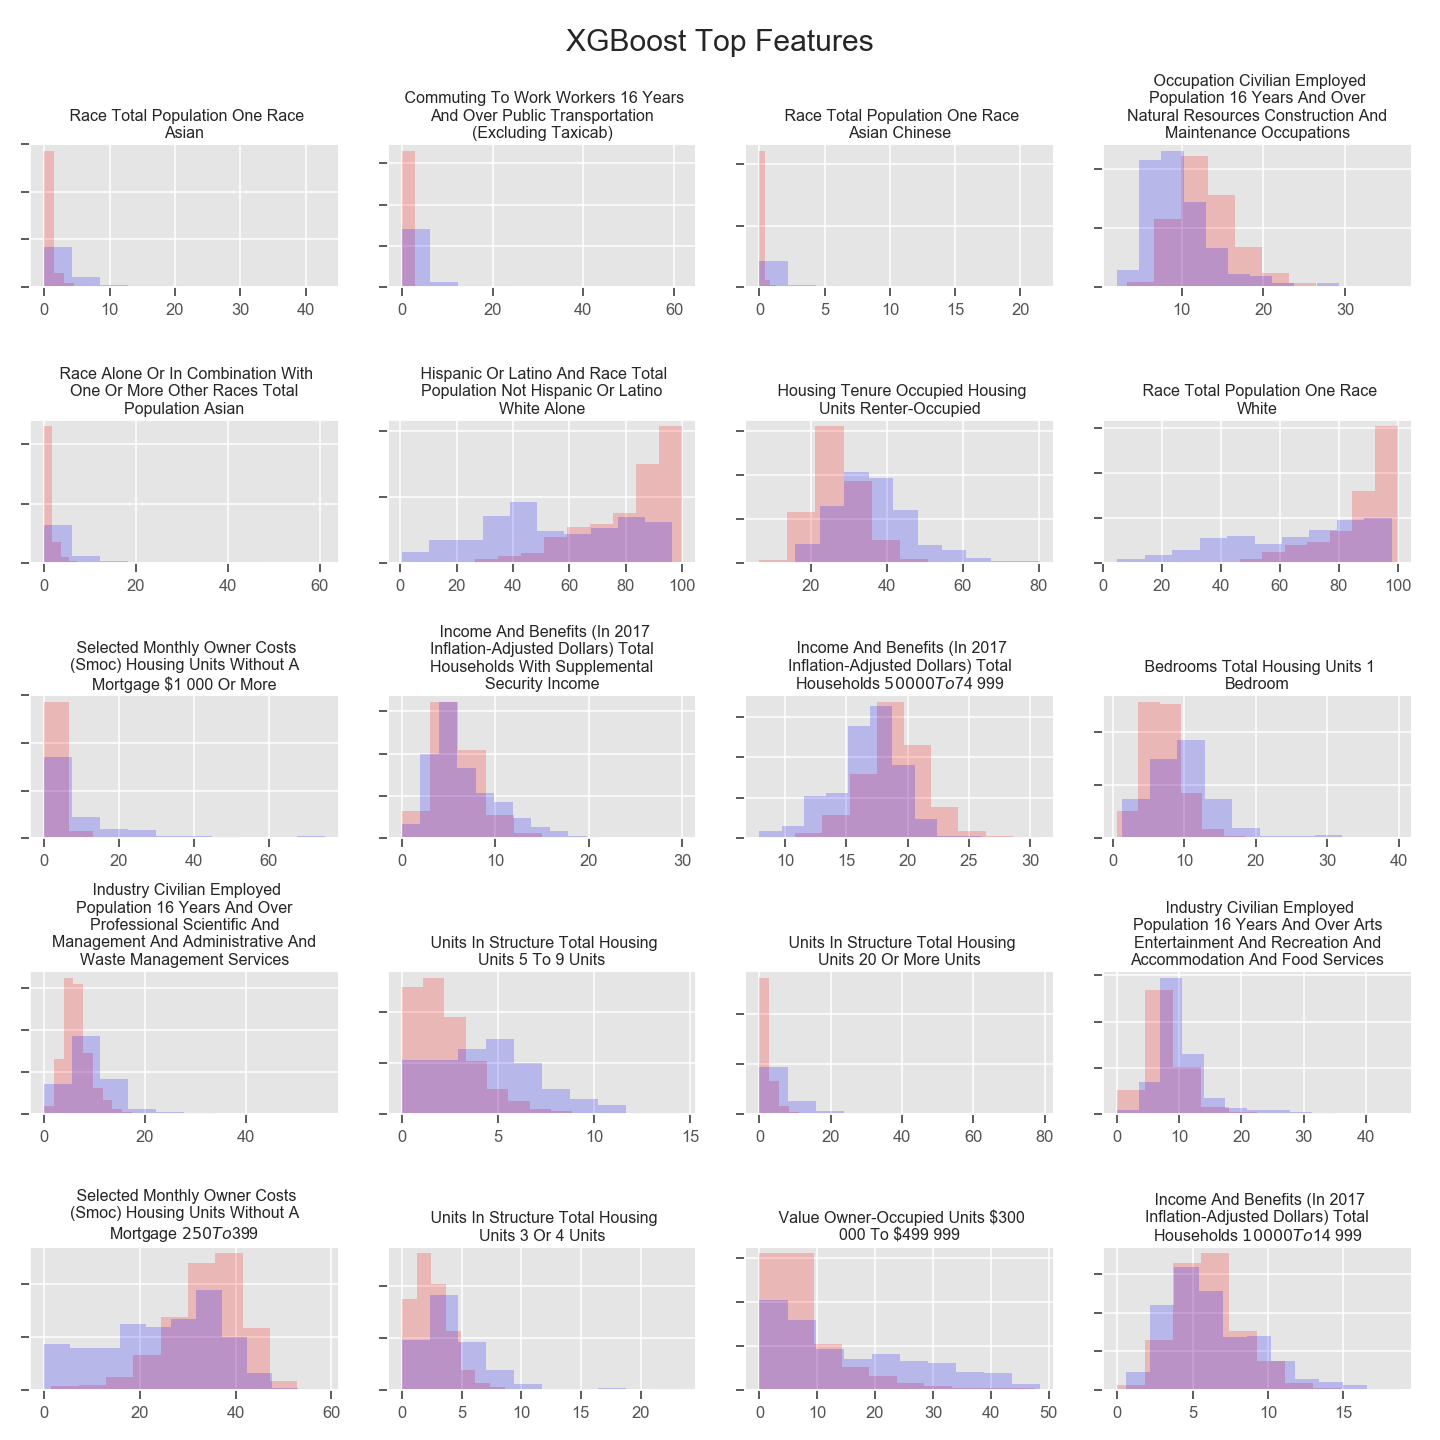 XGBoost Top Features
Race Total Population One Race
Asian
0 10 20 30 40
Commuting To Work Workers 16 Years
And Over Public Transportation
(Excluding Taxicab)
0 20 40 60
Race Total Population One Race
Asian Chinese
0 5 10 15 20
Occupation Civilian Employed
Population 16 Years And Over
Natural Resources Construction And
Maintenance Occupations
10 20 30
Race Alone Or In Combination With
One Or More Other Races Total
Population Asian
0 20 40 60
Hispanic Or Latino And Race Total
Population Not Hispanic Or Latino
White Alone
0 20 40 60 80 100
Housing Tenure Occupied Housing
Units Renter-Occupied
20 40 60 80
Race Total Population One Race
White
0 20 40 60 80 100
Selected Monthly Owner Costs
(Smoc) Housing Units Without A
Mortgage $1 000 Or More
0 20 40 60
Income And Benefits (In 2017
Inflation-Adjusted Dollars) Total
Households With Supplemental
Security Income
0 10 20 30
Income And Benefits (In 2017
Inflation-Adjusted Dollars) Total
Households 50000To74 999
10 15 20 25 30
Bedrooms Total Housing Units 1
Bedroom
0 10 20 30 40
Industry Civilian Employed
Population 16 Years And Over
Professional Scientific And
Management And Administrative And
Waste Management Services
0 20 40
Units In Structure Total Housing
Units 5 To 9 Units
0 5 10 15
Units In Structure Total Housing
Units 20 Or More Units
0 20 40 60 80
Industry Civilian Employed
Population 16 Years And Over Arts
Entertainment And Recreation And
Accommodation And Food Services
0 10 20 30 40
Selected Monthly Owner Costs
(Smoc) Housing Units Without A
Mortgage 250To399
0 20 40 60
Units In Structure Total Housing
Units 3 Or 4 Units
0 5 10 15 20
Value Owner-Occupied Units $300
000 To $499 999
0 10 20 30 40 50
Income And Benefits (In 2017
Inflation-Adjusted Dollars) Total
Households 10000To14 999
0 5 10 15